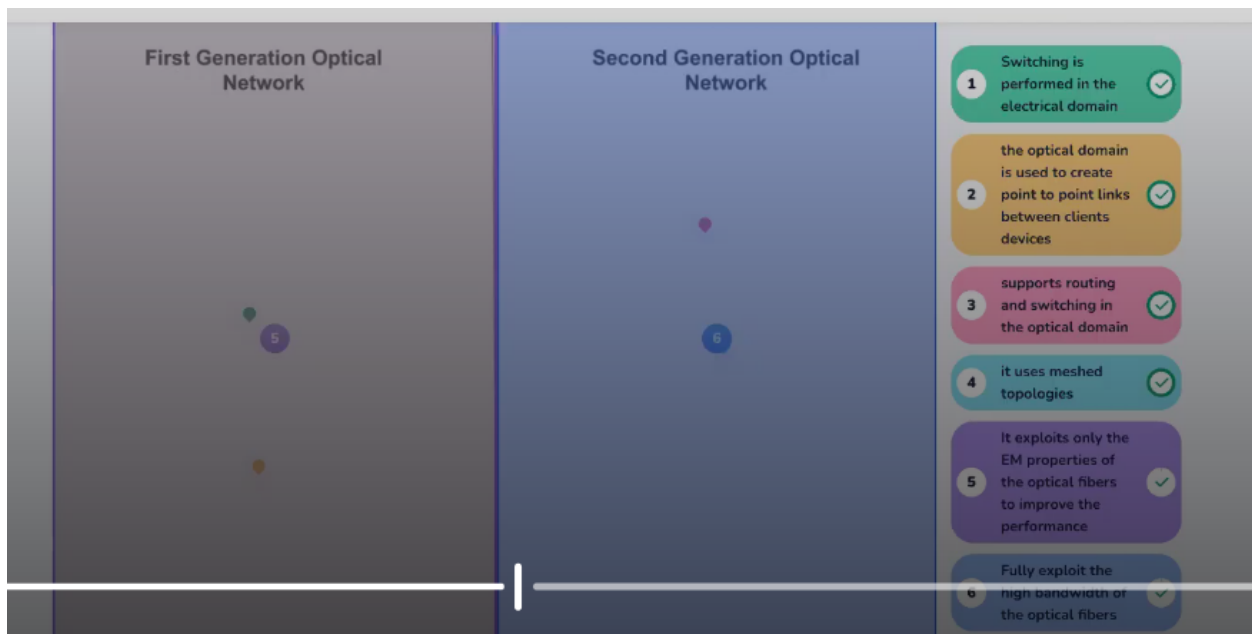 First Generation Optical
Network
5
Second Generation Optical
Network
6
1
Switching is
performed in the
electrical domain
2
the optical domain
is used to create
point to point links
between clients
devices
3
supports routing
and switching in
the optical domain
4
it uses meshed
topologies
5
It exploits only the
EM properties of
the optical fibers
to improve the
performance
6
Fully exploit the
high bandwidth of
the optical fibers